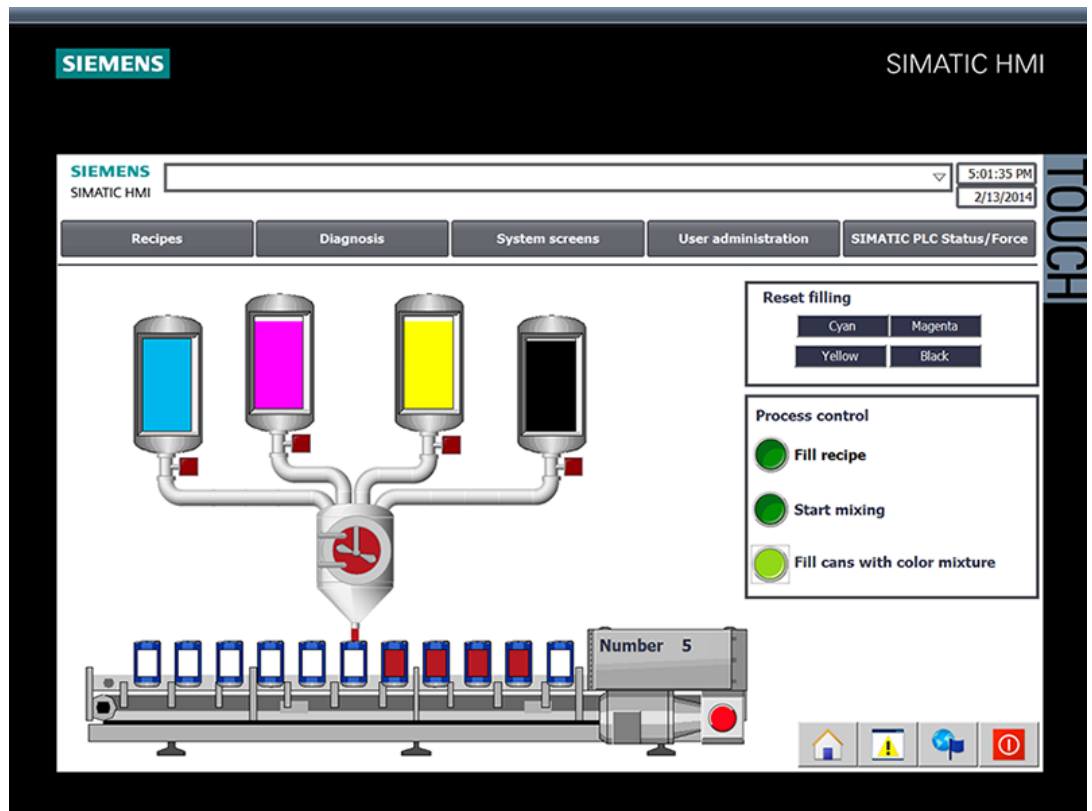 SIEMENS
SIMATIC HMI
TOUCH
SIEMENS
SIMATIC HMI
5:01:35 PM
2/13/2014
Recipes
Diagnosis
System screens
User administration
SIMATIC PLC Status/Force
Reset filling
Cyan
Magenta
Yellow
Black
Process control
Fill recipe
Start mixing
Fill cans with color mixture
Number 5